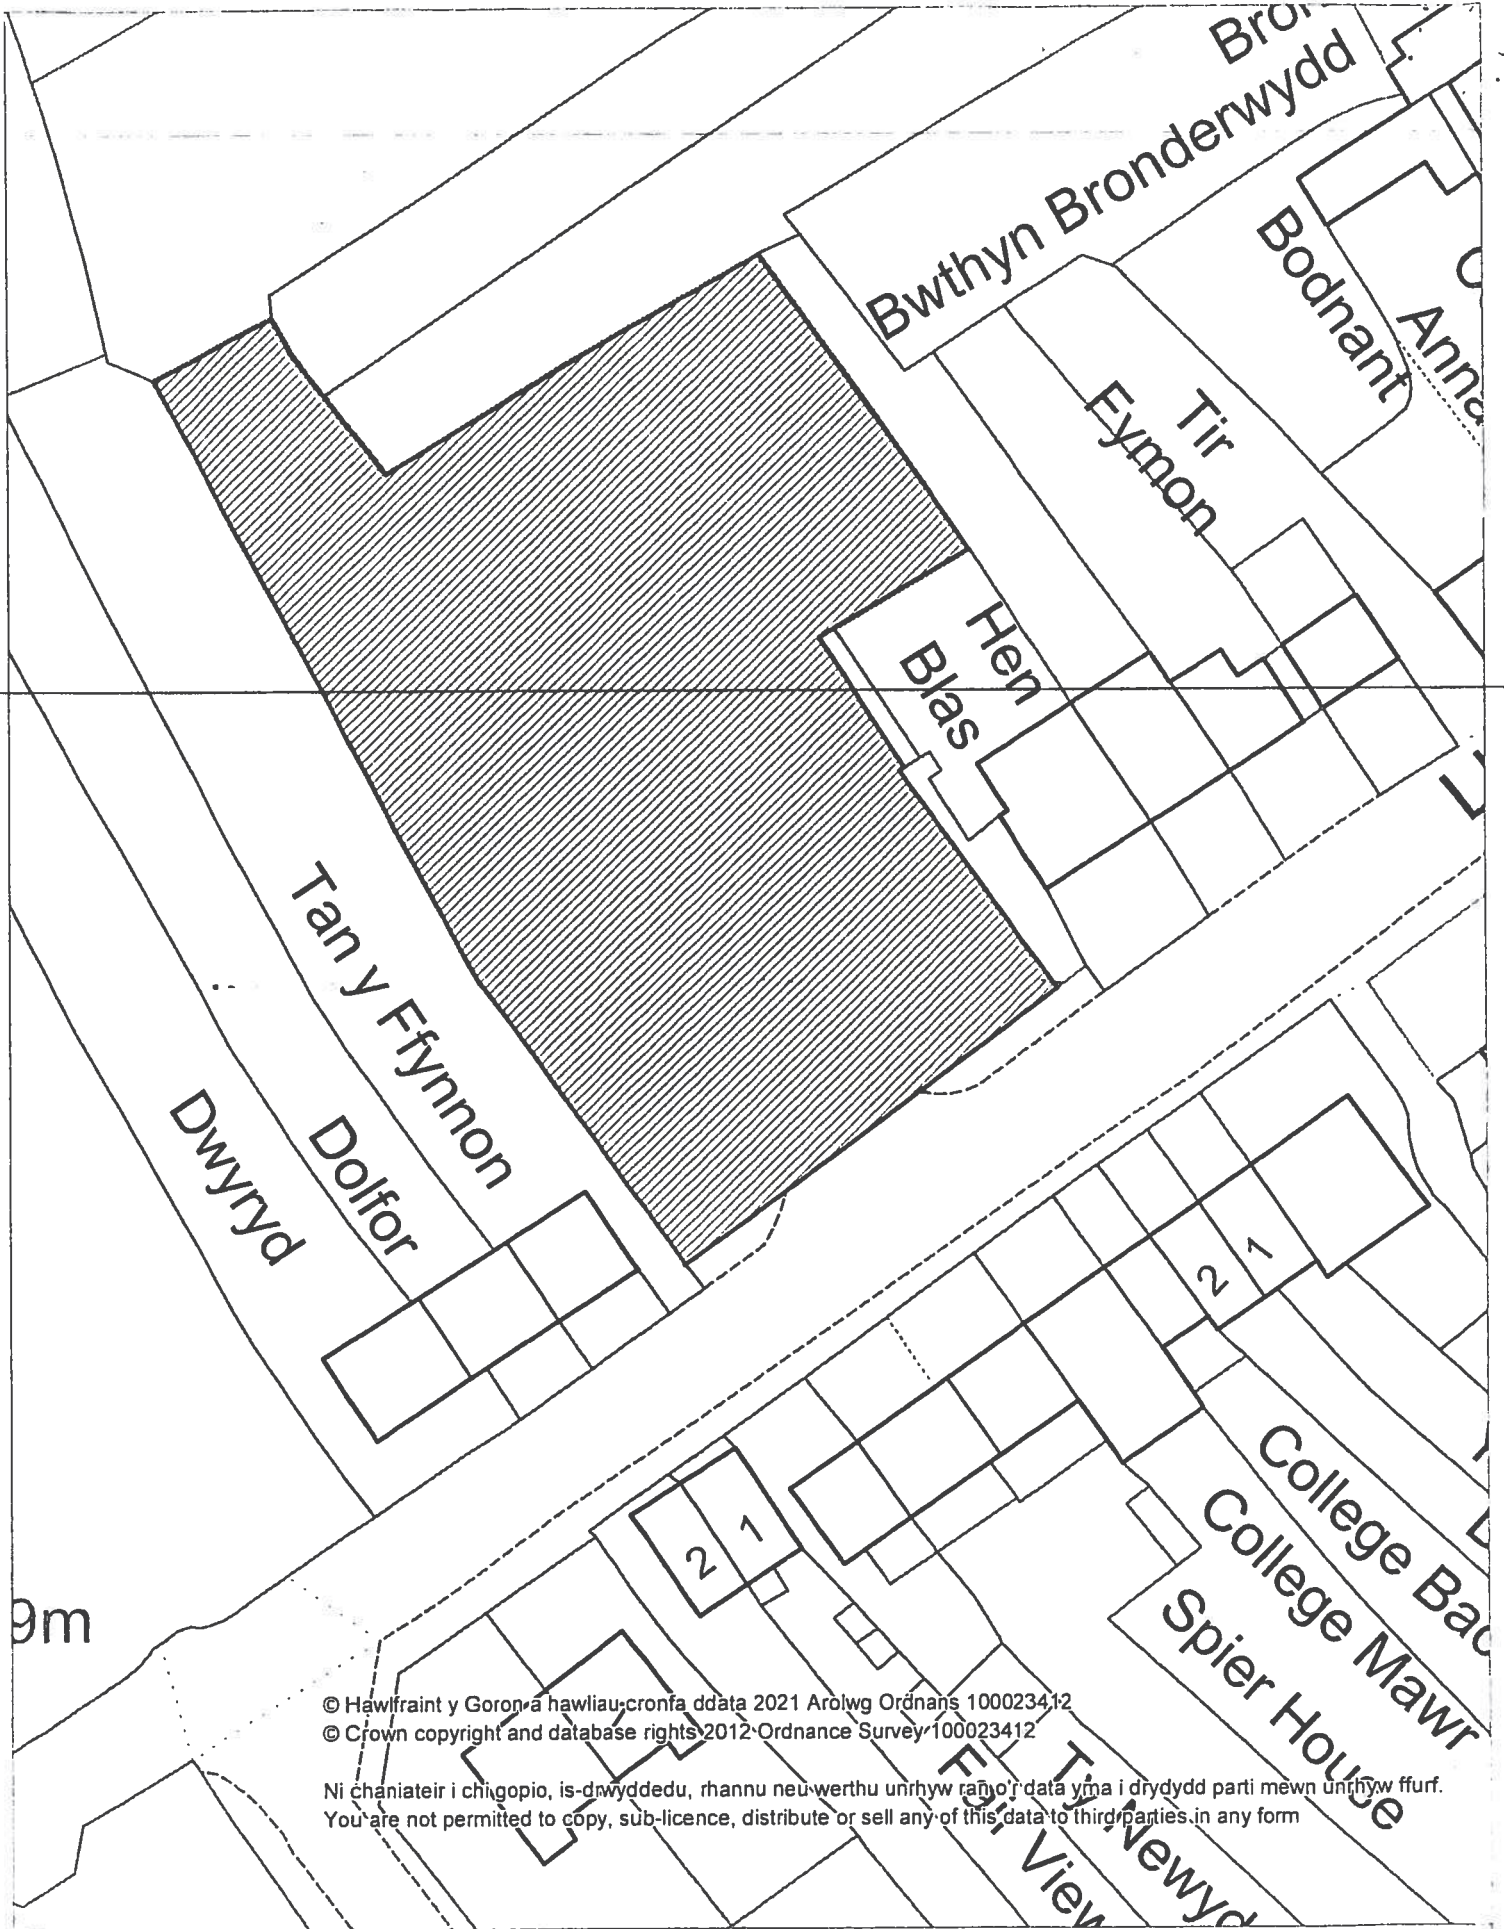 Bwthyn Bronderwydd
Bodnant
Anna
Tir
Eymon
Hen
Blas
Tan y Ffynnon
Dolfor
Dwyryd
2
1
2
1
College Bac
College Mawr
Spier House
9m
© Hawlfraint y Goron a hawliau cronfa ddata 2021 Arolwg Ordnans 100023412
© Crown copyright and database rights 2012 Ordnance Survey 100023412
Ni chaniateir i chi gopio, is-drwyddedu, rhannu neu werthu unrhyw ran o'r data yma i drydydd parti mewn unrhyw ffurf.
You are not permitted to copy, sub-licence, distribute or sell any of this data to third parties in any form
Fair View
Ty Newyd